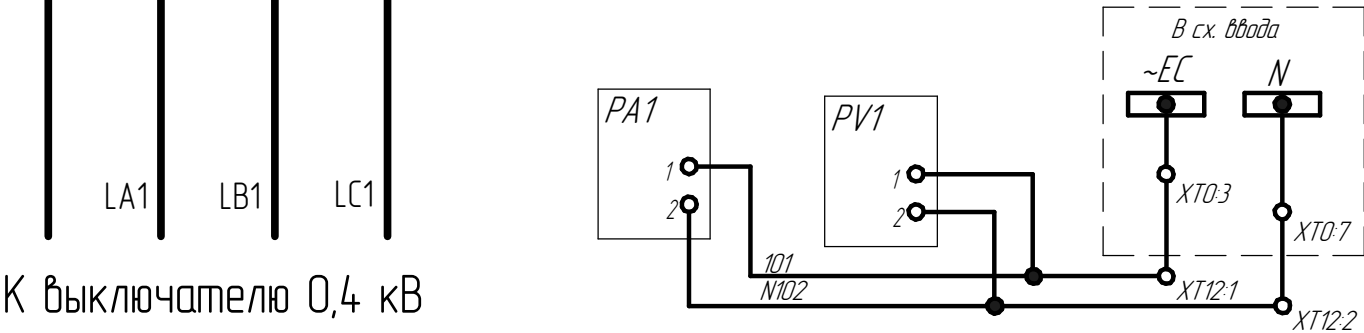 LA1
LB1
LC1
К выключателю 0,4 кВ
PA1
1
2
PV1
1
2
101
N102
В сх. ввода
~EC
N
XT0:3
XT0:7
XT12:1
XT12:2